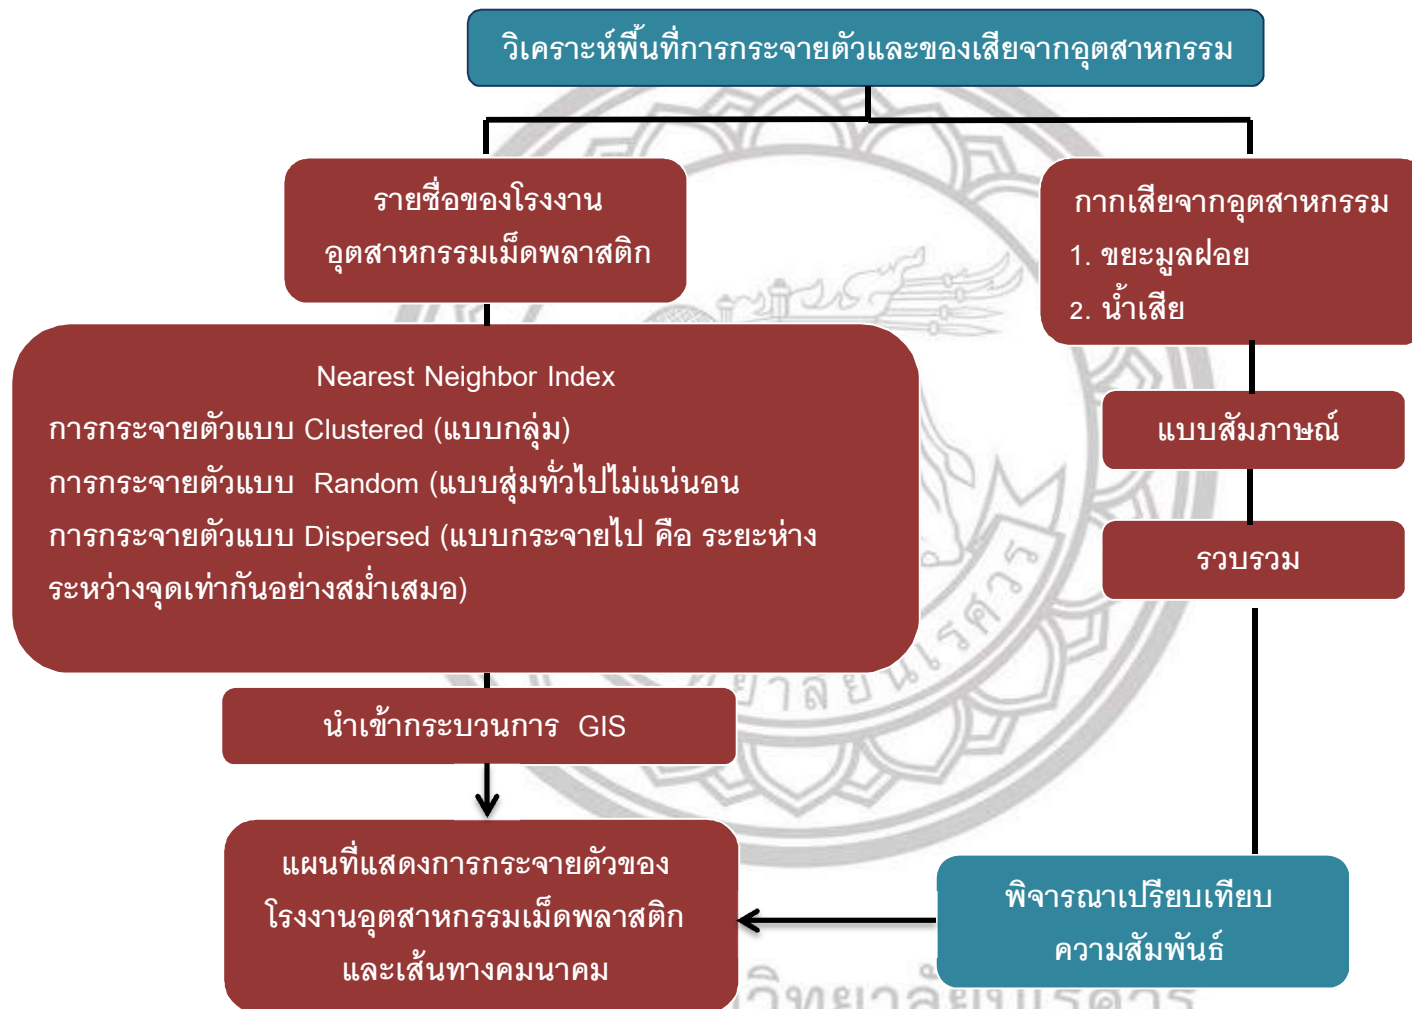 วิเคราะห์พื้นที่การกระจายตัวและของเสียจากอุตสาหกรรม
รายชื่อของโรงงาน
อุตสาหกรรมเม็ดพลาสติก
กากเสียจากอุตสาหกรรม
1. ขยะมูลฝอย
2. น้ำเสีย
Nearest Neighbor Index
การกระจายตัวแบบ Clustered (แบบกลุ่ม)
การกระจายตัวแบบ Random (แบบสุ่มทั่วไปไม่แน่นอน
การกระจายตัวแบบ Dispersed (แบบกระจายไป คือ ระยะห่าง
ระหว่างจุดเท่ากันอย่างสม่ำเสมอ)
แบบสัมภาษณ์
รวบรวม
นำเข้ากระบวนการ GIS
แผนที่แสดงการกระจายตัวของ
โรงงานอุตสาหกรรมเม็ดพลาสติก
และเส้นทางคมนาคม
พิจารณาเปรียบเทียบ
ความสัมพันธ์
วิทยาลัยนเรศวร